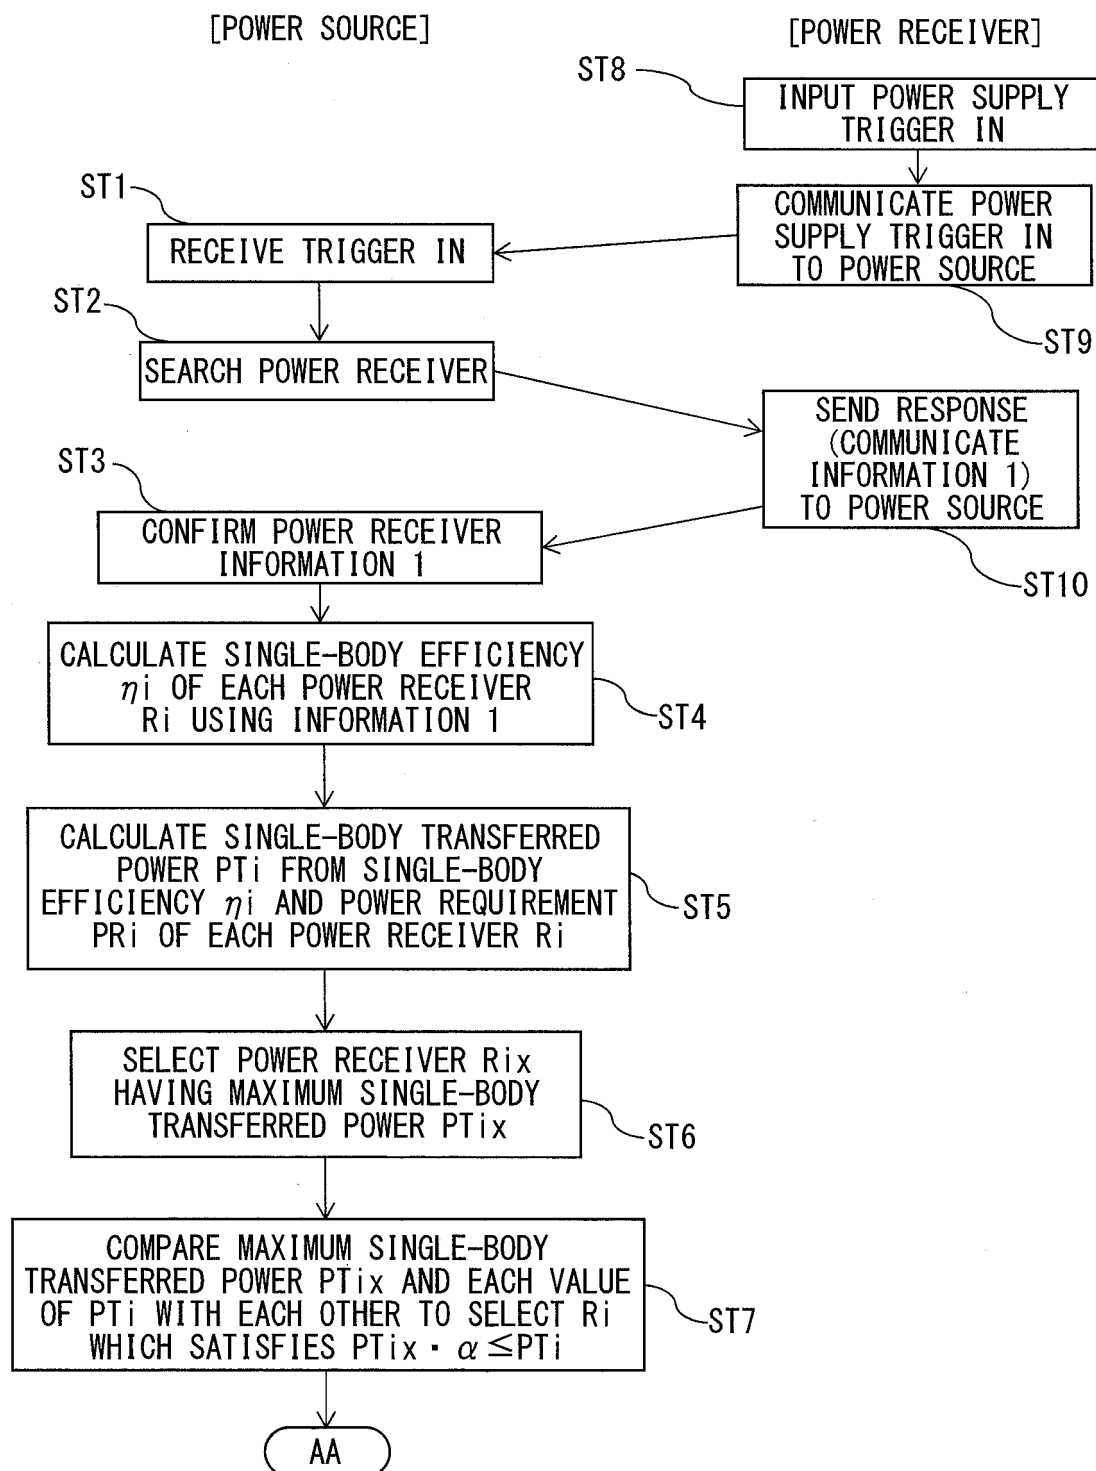 [POWER SOURCE]
[POWER RECEIVER]
ST8
INPUT POWER SUPPLY
TRIGGER IN
ST1
RECEIVE TRIGGER IN
COMMUNICATE POWER
SUPPLY TRIGGER IN
TO POWER SOURCE
ST9
ST2
SEARCH POWER RECEIVER
SEND RESPONSE
(COMMUNICATE
INFORMATION 1)
TO POWER SOURCE
ST10
ST3
CONFIRM POWER RECEIVER
INFORMATION 1
CALCULATE SINGLE-BODY EFFICIENCY
ηi OF EACH POWER RECEIVER
Ri USING INFORMATION 1
ST4
CALCULATE SINGLE-BODY TRANSFERRED
POWER PTi FROM SINGLE-BODY
EFFICIENCY ηi AND POWER REQUIREMENT
PRi OF EACH POWER RECEIVER Ri
ST5
SELECT POWER RECEIVER Rix
HAVING MAXIMUM SINGLE-BODY
TRANSFERRED POWER PTix
ST6
COMPARE MAXIMUM SINGLE-BODY
TRANSFERRED POWER PTix AND EACH VALUE
OF PTi WITH EACH OTHER TO SELECT Ri
WHICH SATISFIES PTix・α≦PTi
ST7
AA